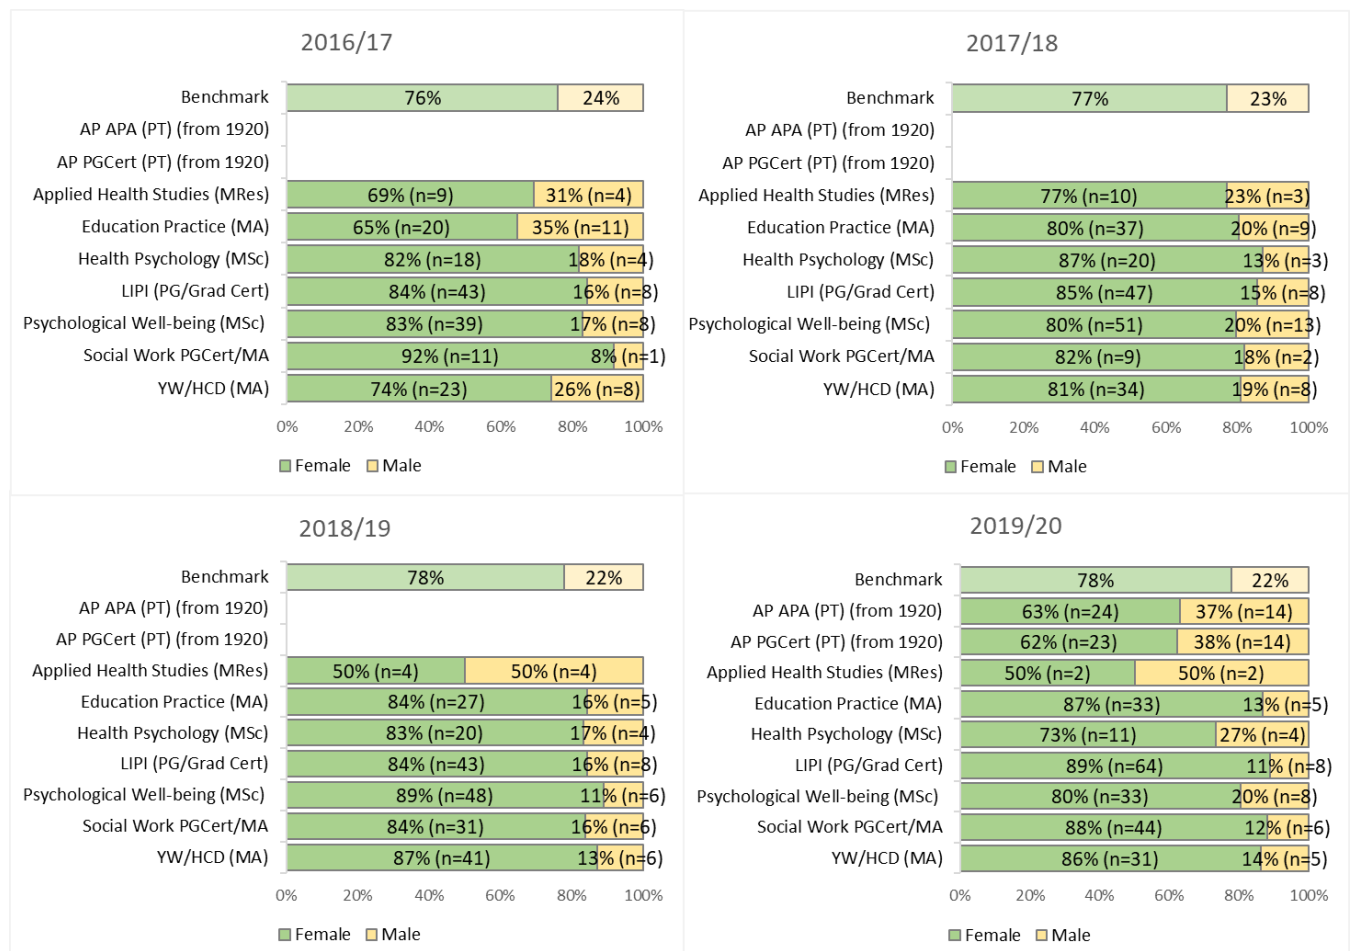 2016/17
Benchmark 76% 24%
AP APA (PT) (from 1920)
AP PGCert (PT) (from 1920)
Applied Health Studies (MRes) 69% (n=9) 31% (n=4)
Education Practice (MA) 65% (n=20) 35% (n=11)
Health Psychology (MSc) 82% (n=18) 18% (n=4)
LIPI (PG/Grad Cert) 84% (n=43) 16% (n=8)
Psychological Well-being (MSc) 83% (n=39) 17% (n=8)
Social Work PGCert/MA 92% (n=11) 8% (n=1)
YW/HCD (MA) 74% (n=23) 26% (n=8)
0% 20% 40% 60% 80% 100%
Female Male
2017/18
Benchmark 77% 23%
AP APA (PT) (from 1920)
AP PGCert (PT) (from 1920)
Applied Health Studies (MRes) 77% (n=10) 23% (n=3)
Education Practice (MA) 80% (n=37) 20% (n=9)
Health Psychology (MSc) 87% (n=20) 13% (n=3)
LIPI (PG/Grad Cert) 85% (n=47) 15% (n=8)
Psychological Well-being (MSc) 80% (n=51) 20% (n=13)
Social Work PGCert/MA 82% (n=9) 18% (n=2)
YW/HCD (MA) 81% (n=34) 19% (n=8)
0% 20% 40% 60% 80% 100%
Female Male
2018/19
Benchmark 78% 22%
AP APA (PT) (from 1920)
AP PGCert (PT) (from 1920)
Applied Health Studies (MRes) 50% (n=4) 50% (n=4)
Education Practice (MA) 84% (n=27) 16% (n=5)
Health Psychology (MSc) 83% (n=20) 17% (n=4)
LIPI (PG/Grad Cert) 84% (n=43) 16% (n=8)
Psychological Well-being (MSc) 89% (n=48) 11% (n=6)
Social Work PGCert/MA 84% (n=31) 16% (n=6)
YW/HCD (MA) 87% (n=41) 13% (n=6)
0% 20% 40% 60% 80% 100%
Female Male
2019/20
Benchmark 78% 22%
AP APA (PT) (from 1920) 63% (n=24) 37% (n=14)
AP PGCert (PT) (from 1920) 62% (n=23) 38% (n=14)
Applied Health Studies (MRes) 50% (n=2) 50% (n=2)
Education Practice (MA) 87% (n=33) 13% (n=5)
Health Psychology (MSc) 73% (n=11) 27% (n=4)
LIPI (PG/Grad Cert) 89% (n=64) 11% (n=8)
Psychological Well-being (MSc) 80% (n=33) 20% (n=8)
Social Work PGCert/MA 88% (n=44) 12% (n=6)
YW/HCD (MA) 86% (n=31) 14% (n=5)
0% 20% 40% 60% 80% 100%
Female Male